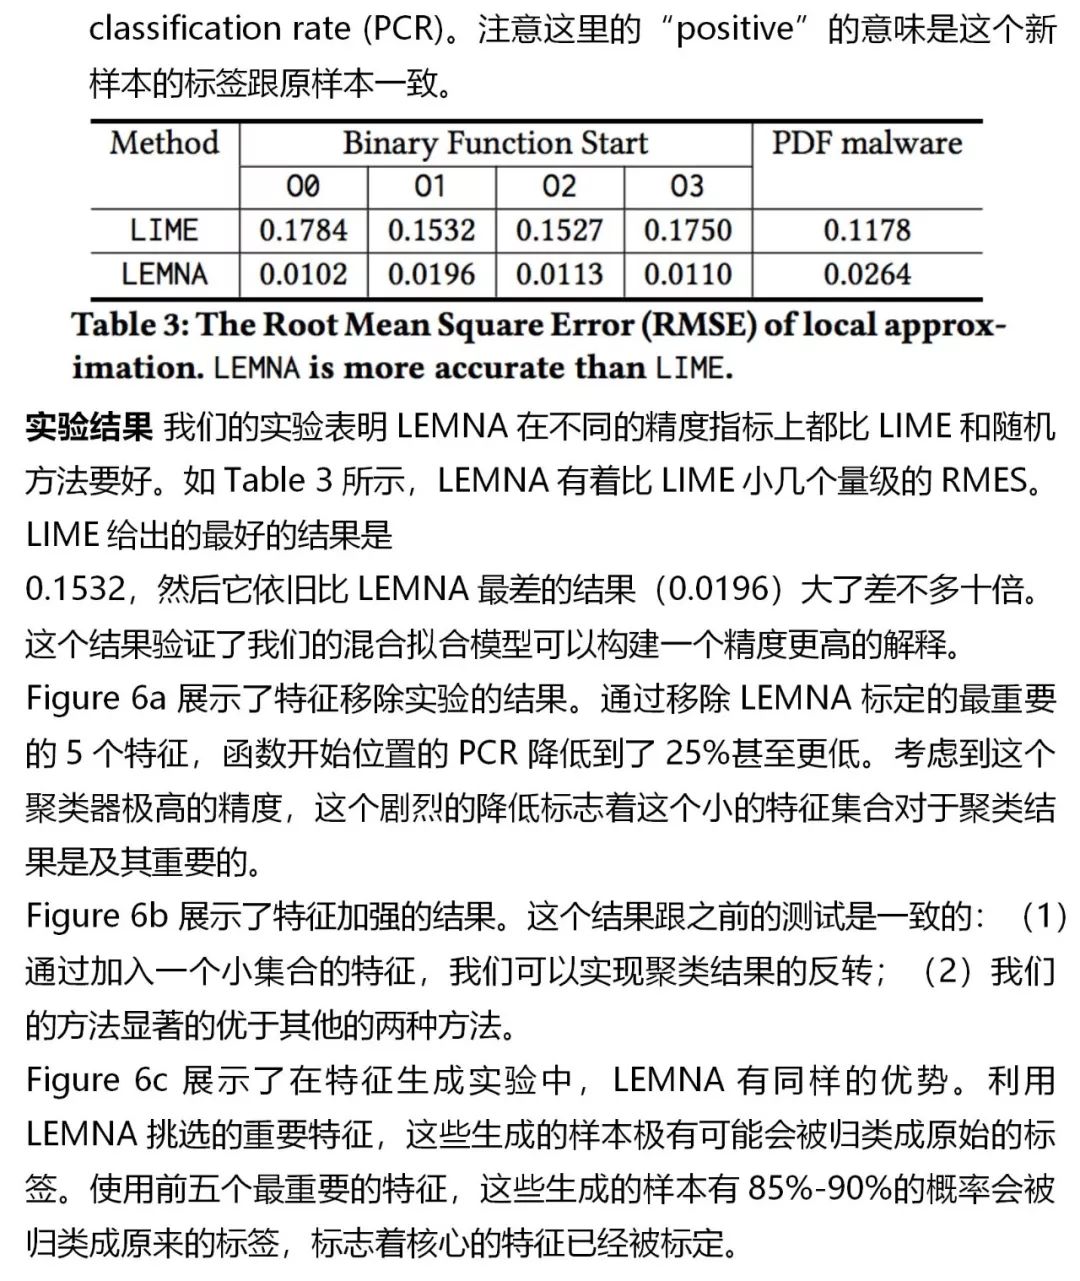 classification rate (PCR)。注意这里的“positive”的意味是这个新
样本的标签跟原样本一致。
Method Binary Function Start PDF malware
O0 O1 O2 O3
LIME 0.1784 0.1532 0.1527 0.1750 0.1178
LEMNA 0.0102 0.0196 0.0113 0.0110 0.0264
Table 3: The Root Mean Square Error (RMSE) of local approx-
imation. LEMNA is more accurate than LIME.
实验结果 我们的实验表明 LEMNA 在不同的精度指标上都比 LIME 和随机
方法要好。如 Table 3 所示，LEMNA 有着比 LIME 小几个量级的 RMES。
LIME 给出的最好的结果是
0.1532，然后它依旧比 LEMNA 最差的结果（0.0196）大了差不多十倍。
这个结果验证了我们的混合拟合模型可以构建一个精度更高的解释。
Figure 6a 展示了特征移除实验的结果。通过移除 LEMNA 标定的最重要
的 5 个特征，函数开始位置的 PCR 降低到了 25%甚至更低。考虑到这个
聚类器极高的精度，这个剧烈的降低标志着这个小的特征集合对于聚类结
果是及其重要的。
Figure 6b 展示了特征加强的结果。这个结果跟之前的测试是一致的：（1）
通过加入一个小集合的特征，我们可以实现聚类结果的反转；（2）我们
的方法显著的优于其他的两种方法。
Figure 6c 展示了在特征生成实验中，LEMNA 有同样的优势。利用
LEMNA 挑选的重要特征，这些生成的样本极有可能会被归类成原始的标
签。使用前五个最重要的特征，这些生成的样本有 85%-90%的概率会被
归类成原来的标签，标志着核心的特征已经被标定。